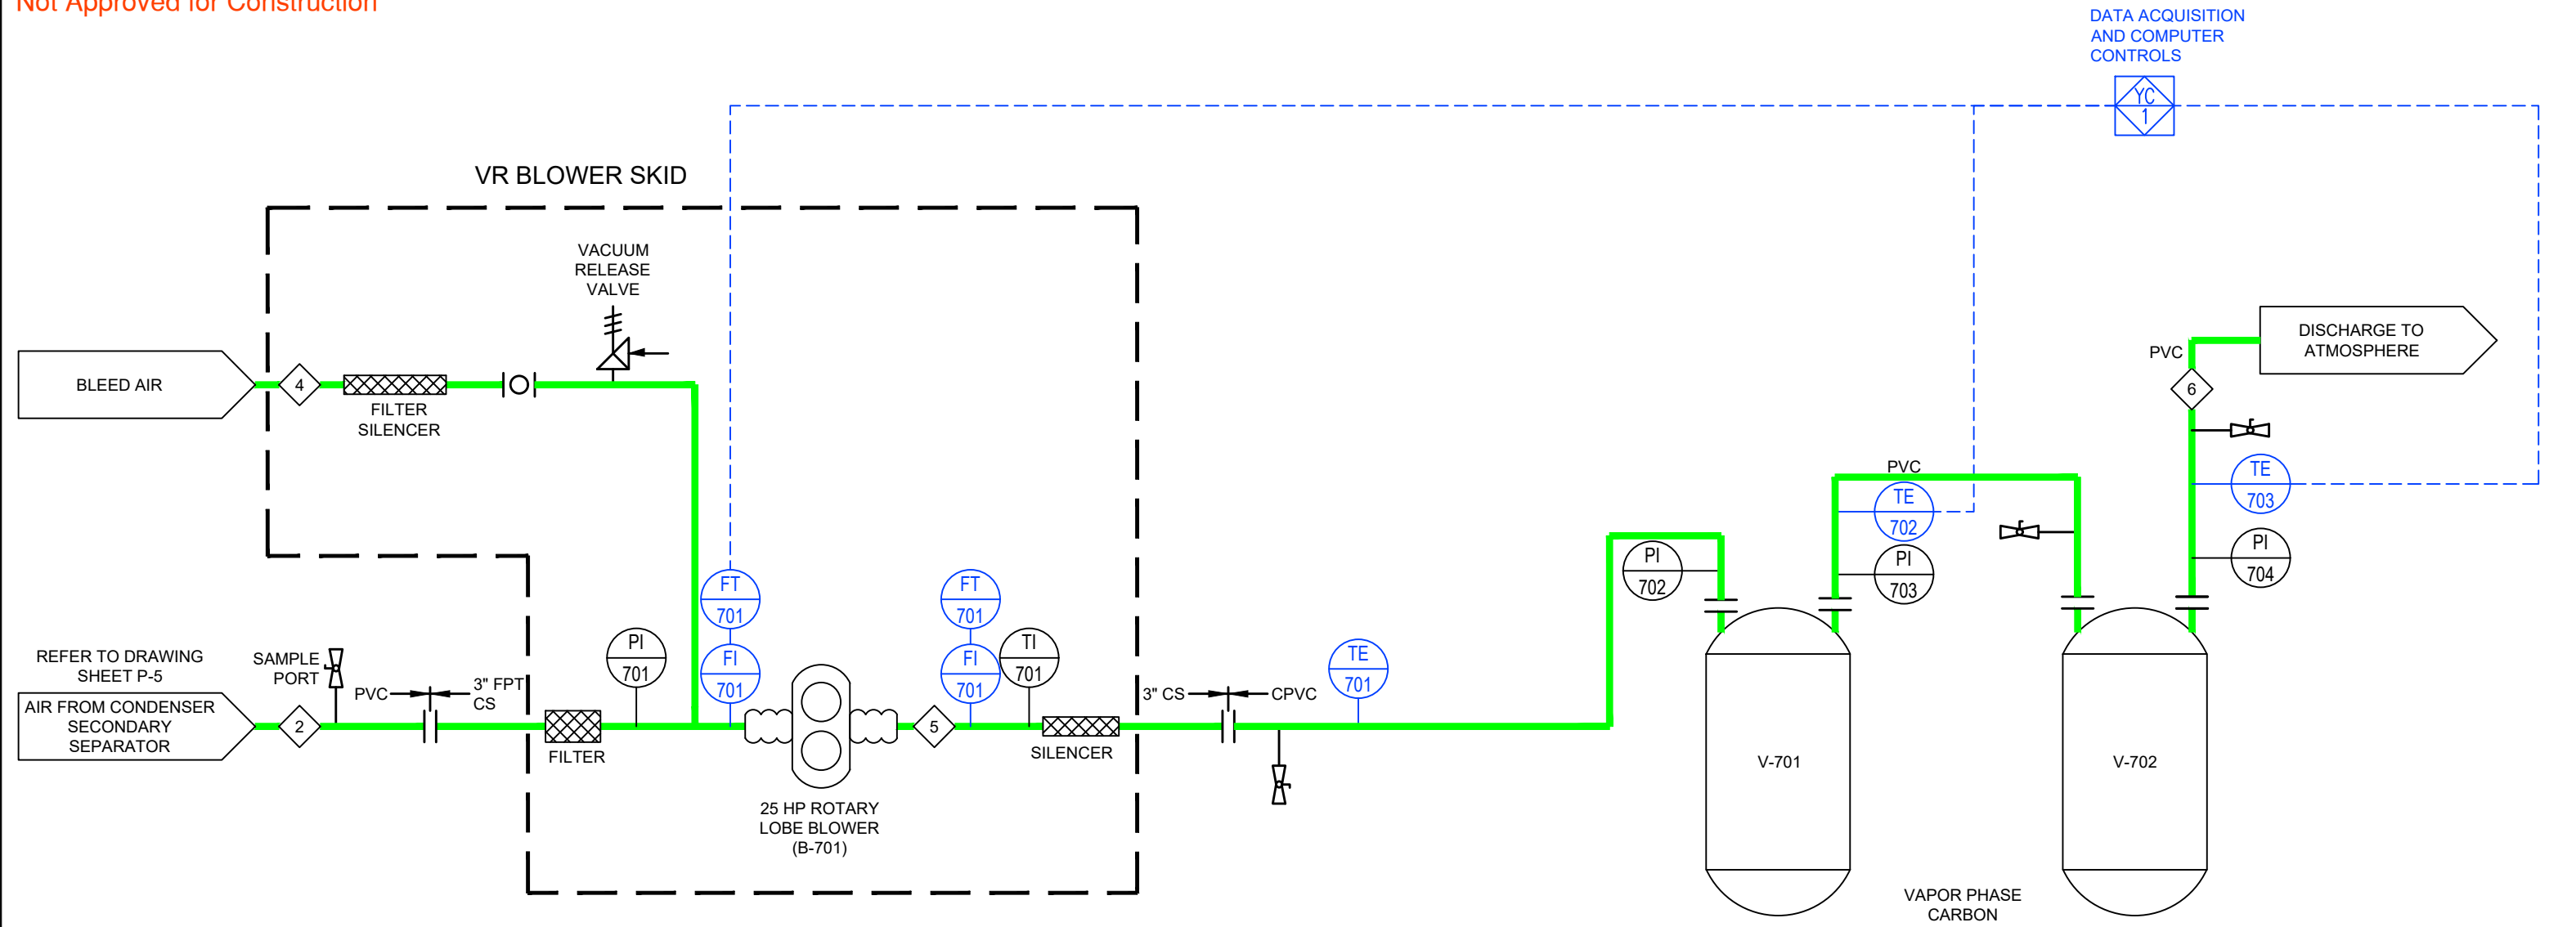 Not Approved for Construction
DATA ACQUISITION
AND COMPUTER
CONTROLS
YC
1
VR BLOWER SKID
VACUUM
RELEASE
VALVE
BLEED AIR
4
FILTER
SILENCER
DISCHARGE TO
ATMOSPHERE
PVC
6
TE
703
PI
704
PVC
TE
702
PI
703
PI
702
FT
701
FI
701
FT
701
FI
701
PI
701
TI
701
TE
701
REFER TO DRAWING
SHEET P-5
AIR FROM CONDENSER
SECONDARY
SEPARATOR
2
SAMPLE
PORT
PVC
3" FPT
CS
FILTER
25 HP ROTARY
LOBE BLOWER
(B-701)
5
SILENCER
3" CS
CPVC
V-701
V-702
VAPOR PHASE
CARBON